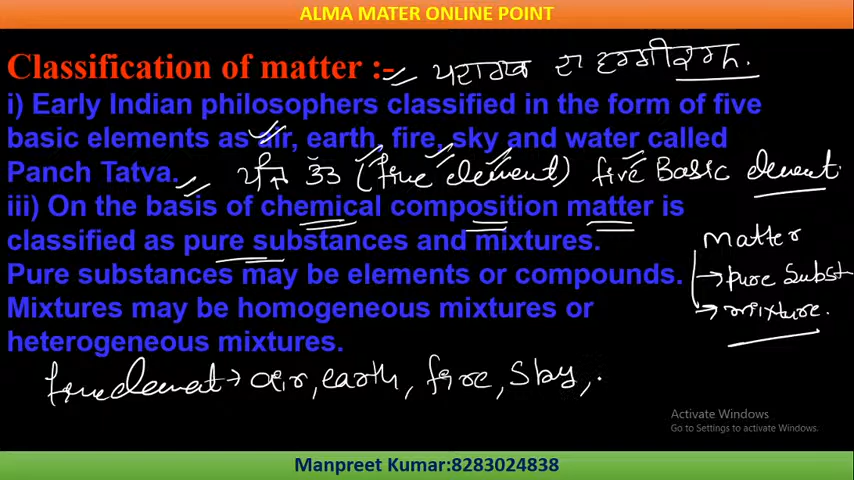 ALMA MATER ONLINE POINT
Classification of matter :-
i) Early Indian philosophers classified in the form of five
basic elements as air, earth, fire, sky and water called
Panch Tatva. (five element) five Basic element.
iii) On the basis of chemical composition matter is
classified as pure substances and mixtures.
matter
Pure substances may be elements or compounds.
→ pure Subst
Mixtures may be homogeneous mixtures or
→ mixture.
heterogeneous mixtures.
five element → air, earth, fire, Sky,
Activate Windows
Go to Settings to activate Windows.
Manpreet Kumar:8283024838